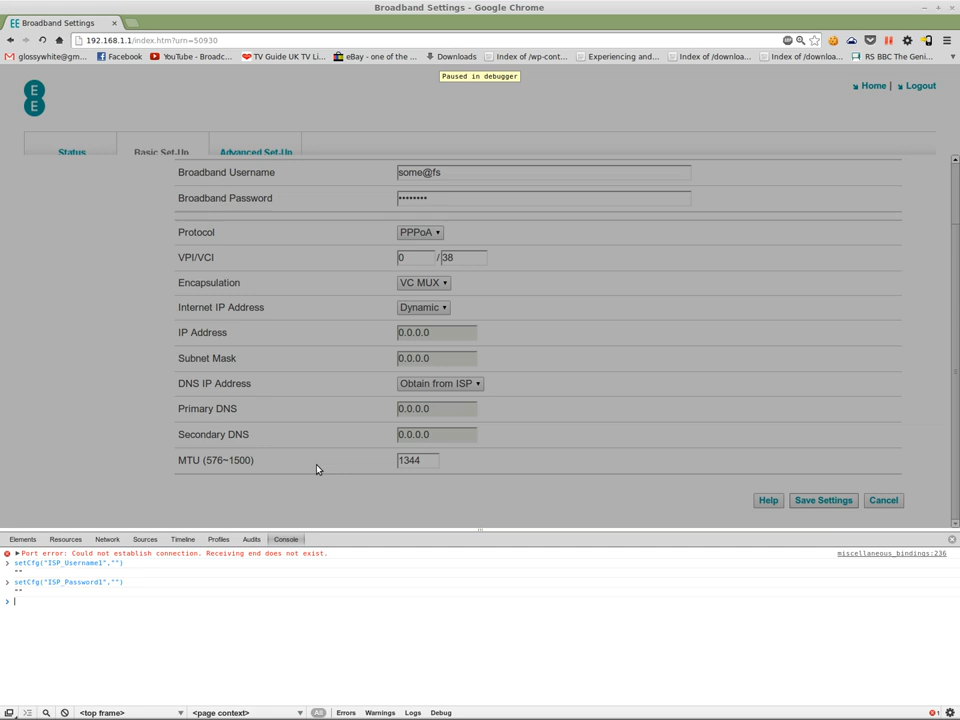 Broadband Settings - Google Chrome
Broadband Settings
192.168.1.1/index.htm?urn=50930
glossywhite@gm... Facebook YouTube - Broadc... TV Guide UK TV Li... eBay - one of the ... Downloads Index of /wp-cont... Experiencing and... Index of /downloa... Index of /downloa... RS BBC The Geni...
Paused in debugger
EE
Home | Logout
Status Basic Set-Up Advanced Set-Up
Broadband Username some@fs
Broadband Password ••••••••
Protocol PPPoA
VPI/VCI 0 / 38
Encapsulation VC MUX
Internet IP Address Dynamic
IP Address 0.0.0.0
Subnet Mask 0.0.0.0
DNS IP Address Obtain from ISP
Primary DNS 0.0.0.0
Secondary DNS 0.0.0.0
MTU (576~1500) 1344
Help Save Settings Cancel
Elements Resources Network Sources Timeline Profiles Audits Console
Port error: Could not establish connection. Receiving end does not exist. miscellaneous_bindings:236
setCfg("ISP_Username1","")
""
setCfg("ISP_Password1","")
""
<top frame> <page context> All Errors Warnings Logs Debug 1